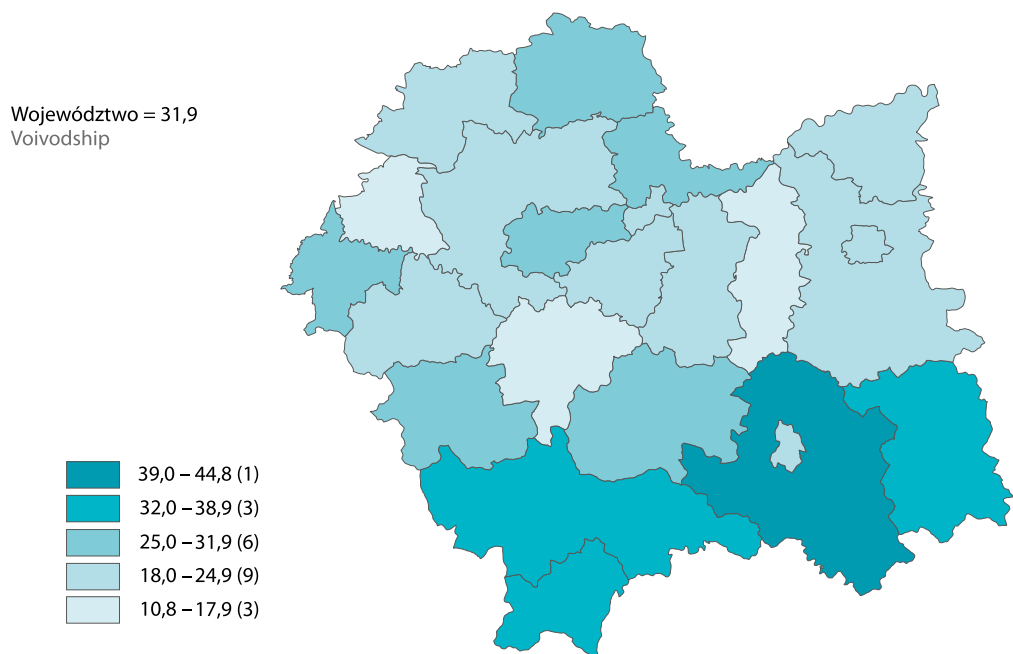 Województwo = 31,9
Voivodship
39,0 – 44,8 (1)
32,0 – 38,9 (3)
25,0 – 31,9 (6)
18,0 – 24,9 (9)
10,8 – 17,9 (3)